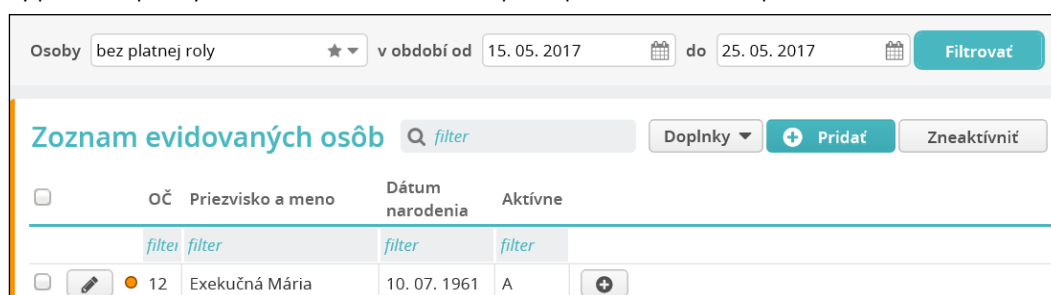 Osoby bez platnej roly v období od 15. 05. 2017 do 25. 05. 2017 Filtrovať
Zoznam evidovaných osôb filter Doplnky Pridať Zneaktívniť
OČ Priezvisko a meno Dátum narodenia Aktívne
filter filter filter filter
12 Exekučná Mária 10. 07. 1961 A